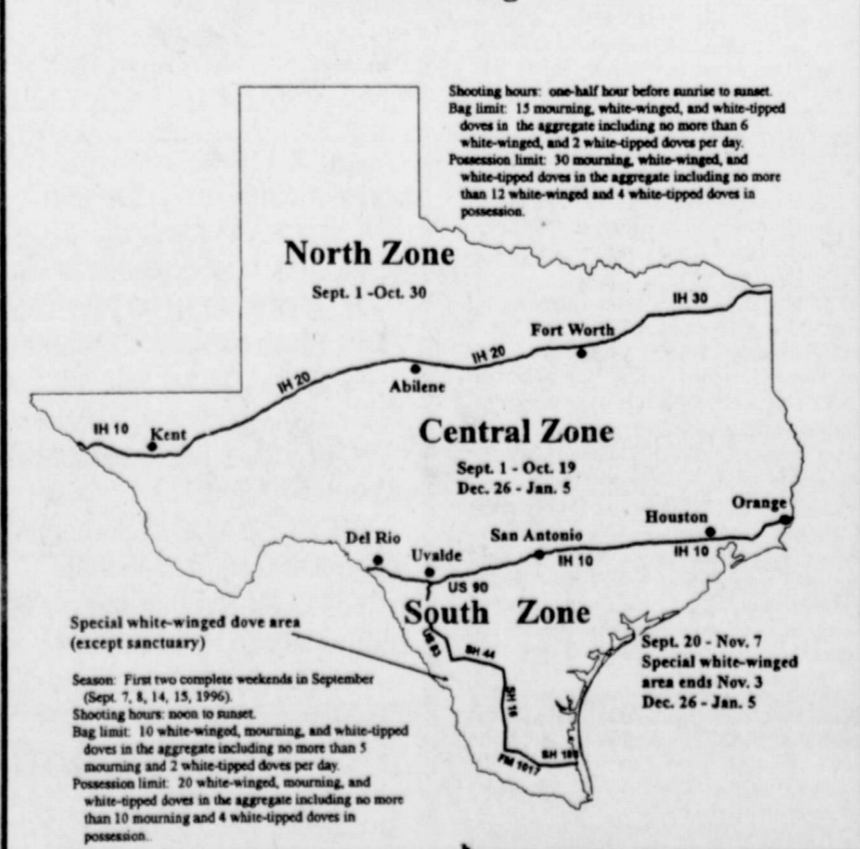 Shooting hours: one-half hour before sunrise to sunset.
Bag limit: 15 mourning, white-winged, and white-tipped
doves in the aggregate including no more than 6
white-winged, and 2 white-tipped doves per day.
Possession limit: 30 mourning, white-winged, and
white-tipped doves in the aggregate including no more
than 12 white-winged and 4 white-tipped doves in
possession.
North Zone
Sept. 1 -Oct. 30
IH 30
Fort Worth
IH 20
IH 20
Abilene
IH 10
Kent
Central Zone
Sept. 1 - Oct. 19
Dec. 26 - Jan. 5
Orange
Houston
San Antonio
Del Rio
Uvalde
IH 10
IH 10
US 90
South Zone
Special white-winged dove area
(except sanctuary)
US 83
SH 44
SH 16
FM 1017
SH 186
Sept. 20 - Nov. 7
Special white-winged
area ends Nov. 3
Dec. 26 - Jan. 5
Season: First two complete weekends in September
(Sept. 7, 8, 14, 15, 1996).
Shooting hours: noon to sunset.
Bag limit: 10 white-winged, mourning, and white-tipped
doves in the aggregate including no more than 5
mourning and 2 white-tipped doves per day.
Possession limit: 20 white-winged, mourning, and
white-tipped doves in the aggregate including no more
than 10 mourning and 4 white-tipped doves in
possession.